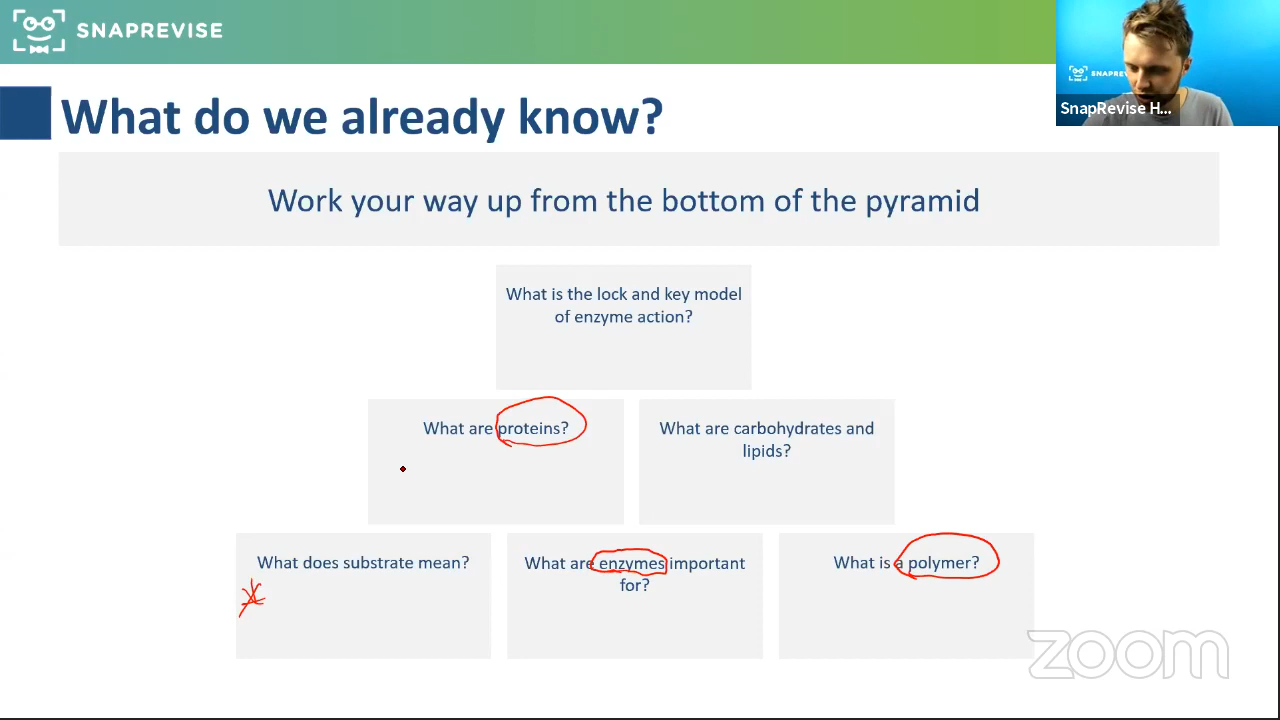 SNAPREVISE
SNAPREV
SnapRevise H...
What do we already know?
Work your way up from the bottom of the pyramid
What is the lock and key model
of enzyme action?
What are proteins?
What are carbohydrates and
lipids?
What does substrate mean?
What are enzymes important
for?
What is a polymer?
zoom